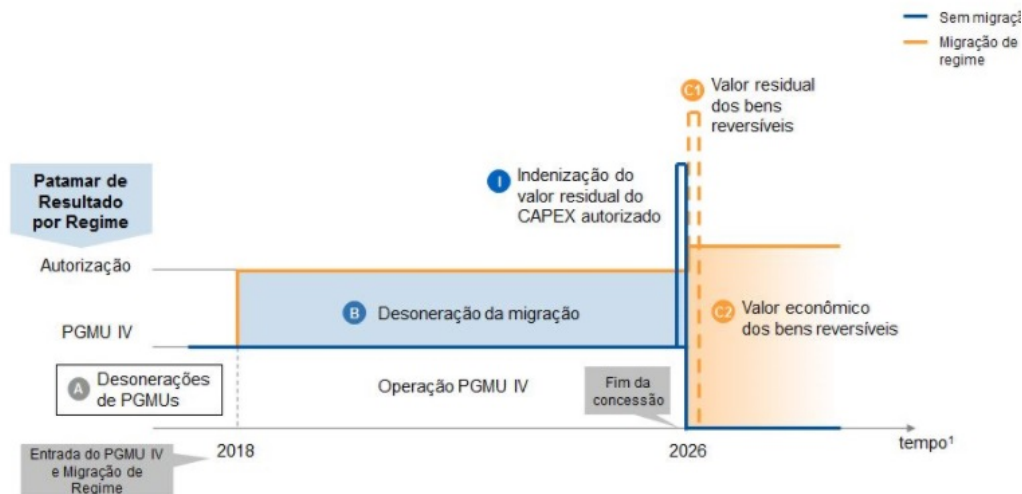 Sem migraçã
Migração de
regime
C1 Valor residual
dos bens
reversíveis
I Indenização do
valor residual do
CAPEX autorizado
Patamar de
Resultado
por Regime
Autorização
B Desoneração da migração
C2 Valor econômico
dos bens reversíveis
PGMU IV
A Desonerações
de PGMUs
Operação PGMU IV
Fim da
concessão
tempo¹
2018
2026
Entrada do PGMU IV
e Migração de
Regime